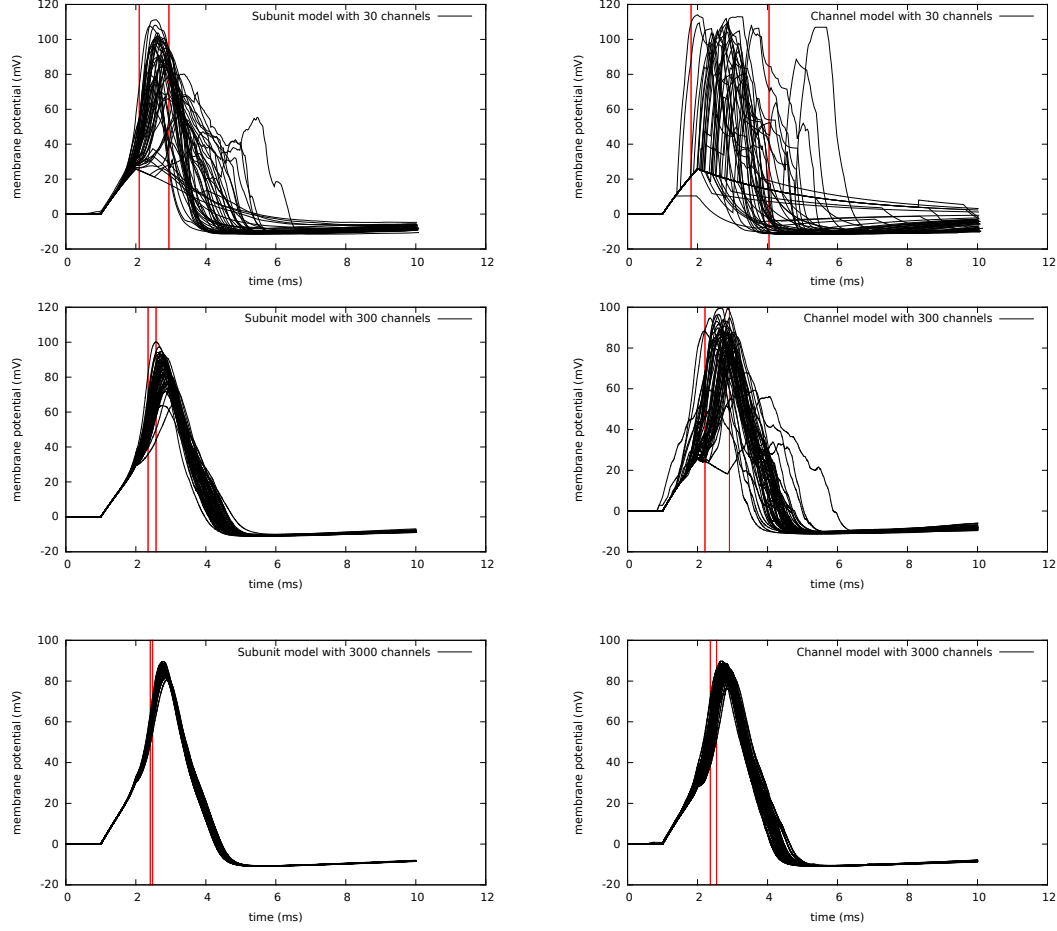 120
100
80
60
40
20
0
-20
membrane potential (mV)
Subunit model with 30 channels
0 2 4 6 8 10 12
time (ms)
120
100
80
60
40
20
0
-20
membrane potential (mV)
Channel model with 30 channels
0 2 4 6 8 10 12
time (ms)
120
100
80
60
40
20
0
-20
membrane potential (mV)
Subunit model with 300 channels
0 2 4 6 8 10 12
time (ms)
100
80
60
40
20
0
-20
membrane potential (mV)
Channel model with 300 channels
0 2 4 6 8 10 12
time (ms)
100
80
60
40
20
0
-20
membrane potential (mV)
Subunit model with 3000 channels
0 2 4 6 8 10 12
time (ms)
100
80
60
40
20
0
-20
membrane potential (mV)
Channel model with 3000 channels
0 2 4 6 8 10 12
time (ms)